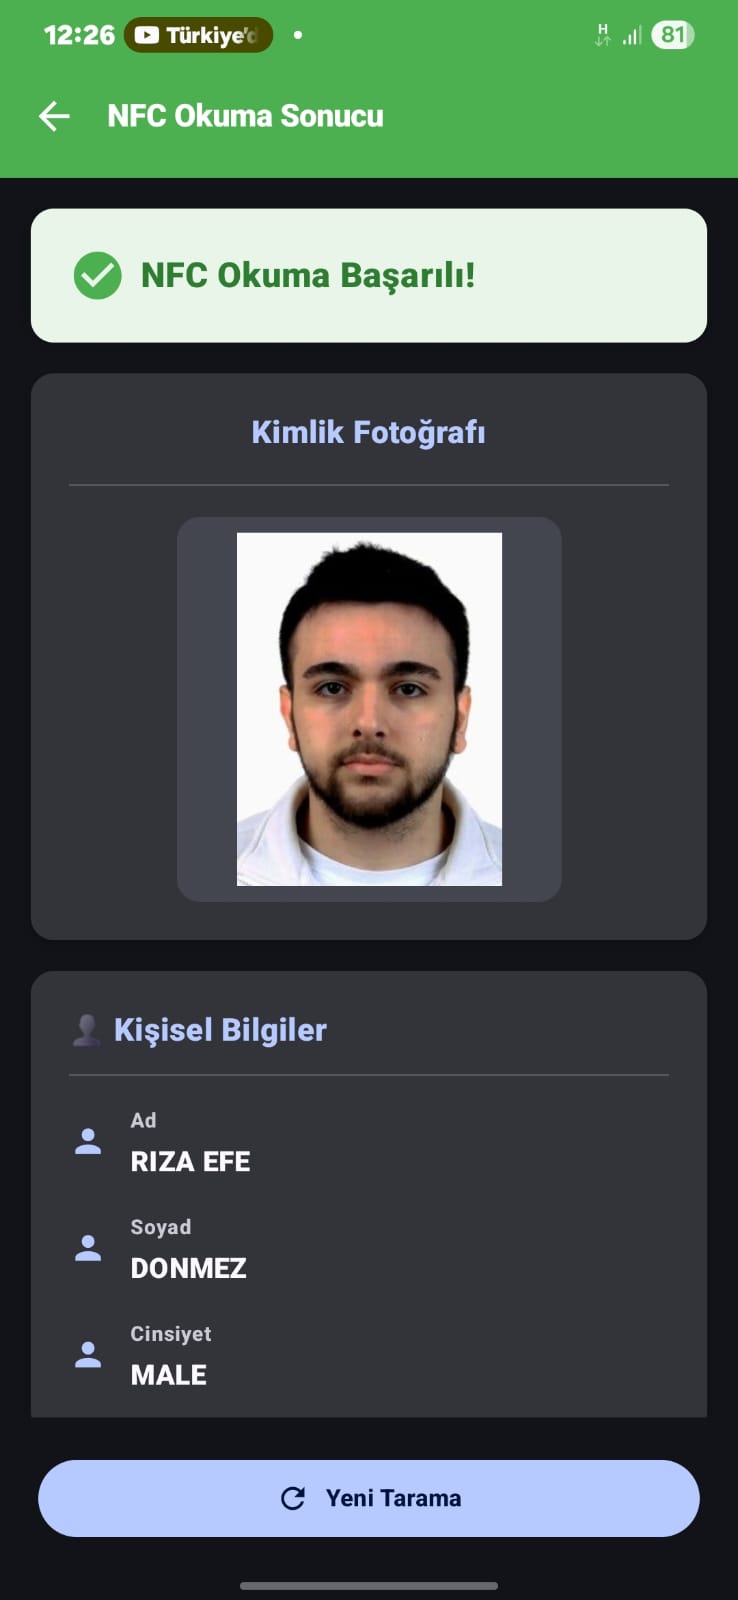 12:26 Türkiye'd H 81
NFC Okuma Sonucu
NFC Okuma Başarılı!
Kimlik Fotoğrafı
Kişisel Bilgiler
Ad
RIZA EFE
Soyad
DONMEZ
Cinsiyet
MALE
Yeni Tarama